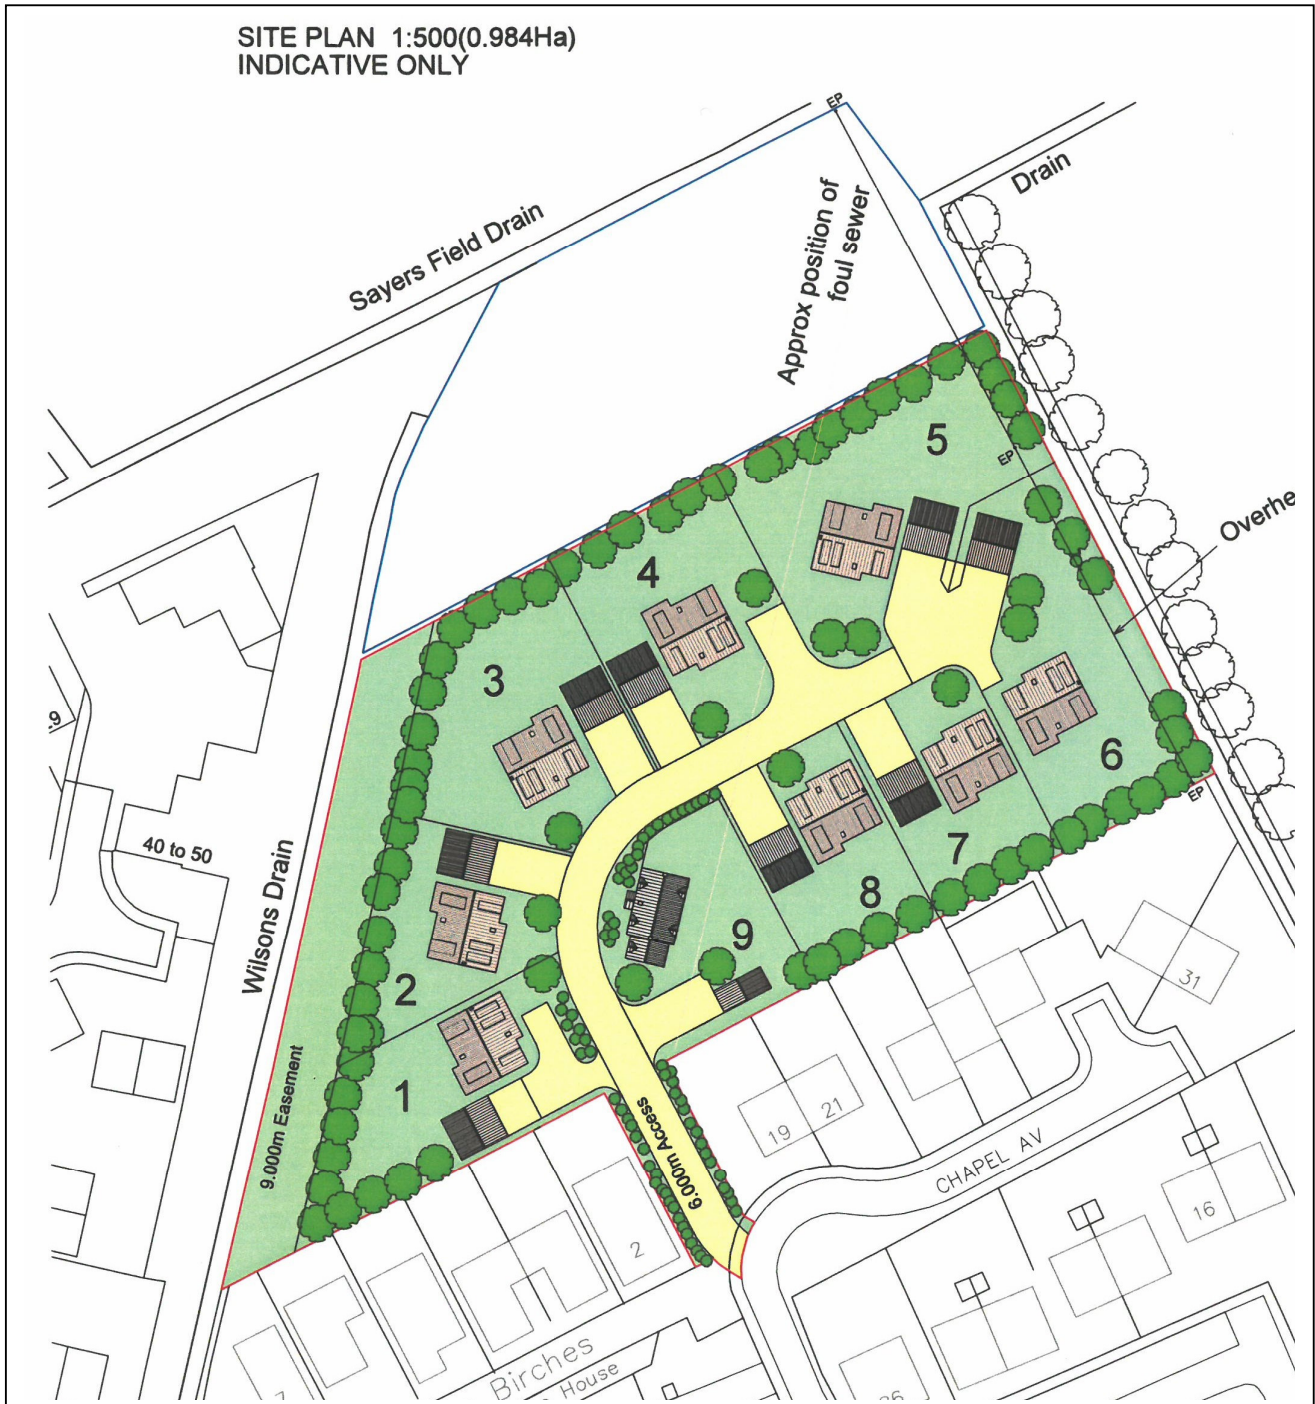 SITE PLAN 1:500(0.984Ha)
INDICATIVE ONLY
EP
Drain
Sayers Field Drain
Approx position of
foul sewer
5
EP
Overhe
4
3
.9
40 to 50
Wilsons Drain
6
EP
7
8
9
2
31
1
9.000m Easement
6.000m Access
19
21
CHAPEL AV
16
2
Birches
House
7